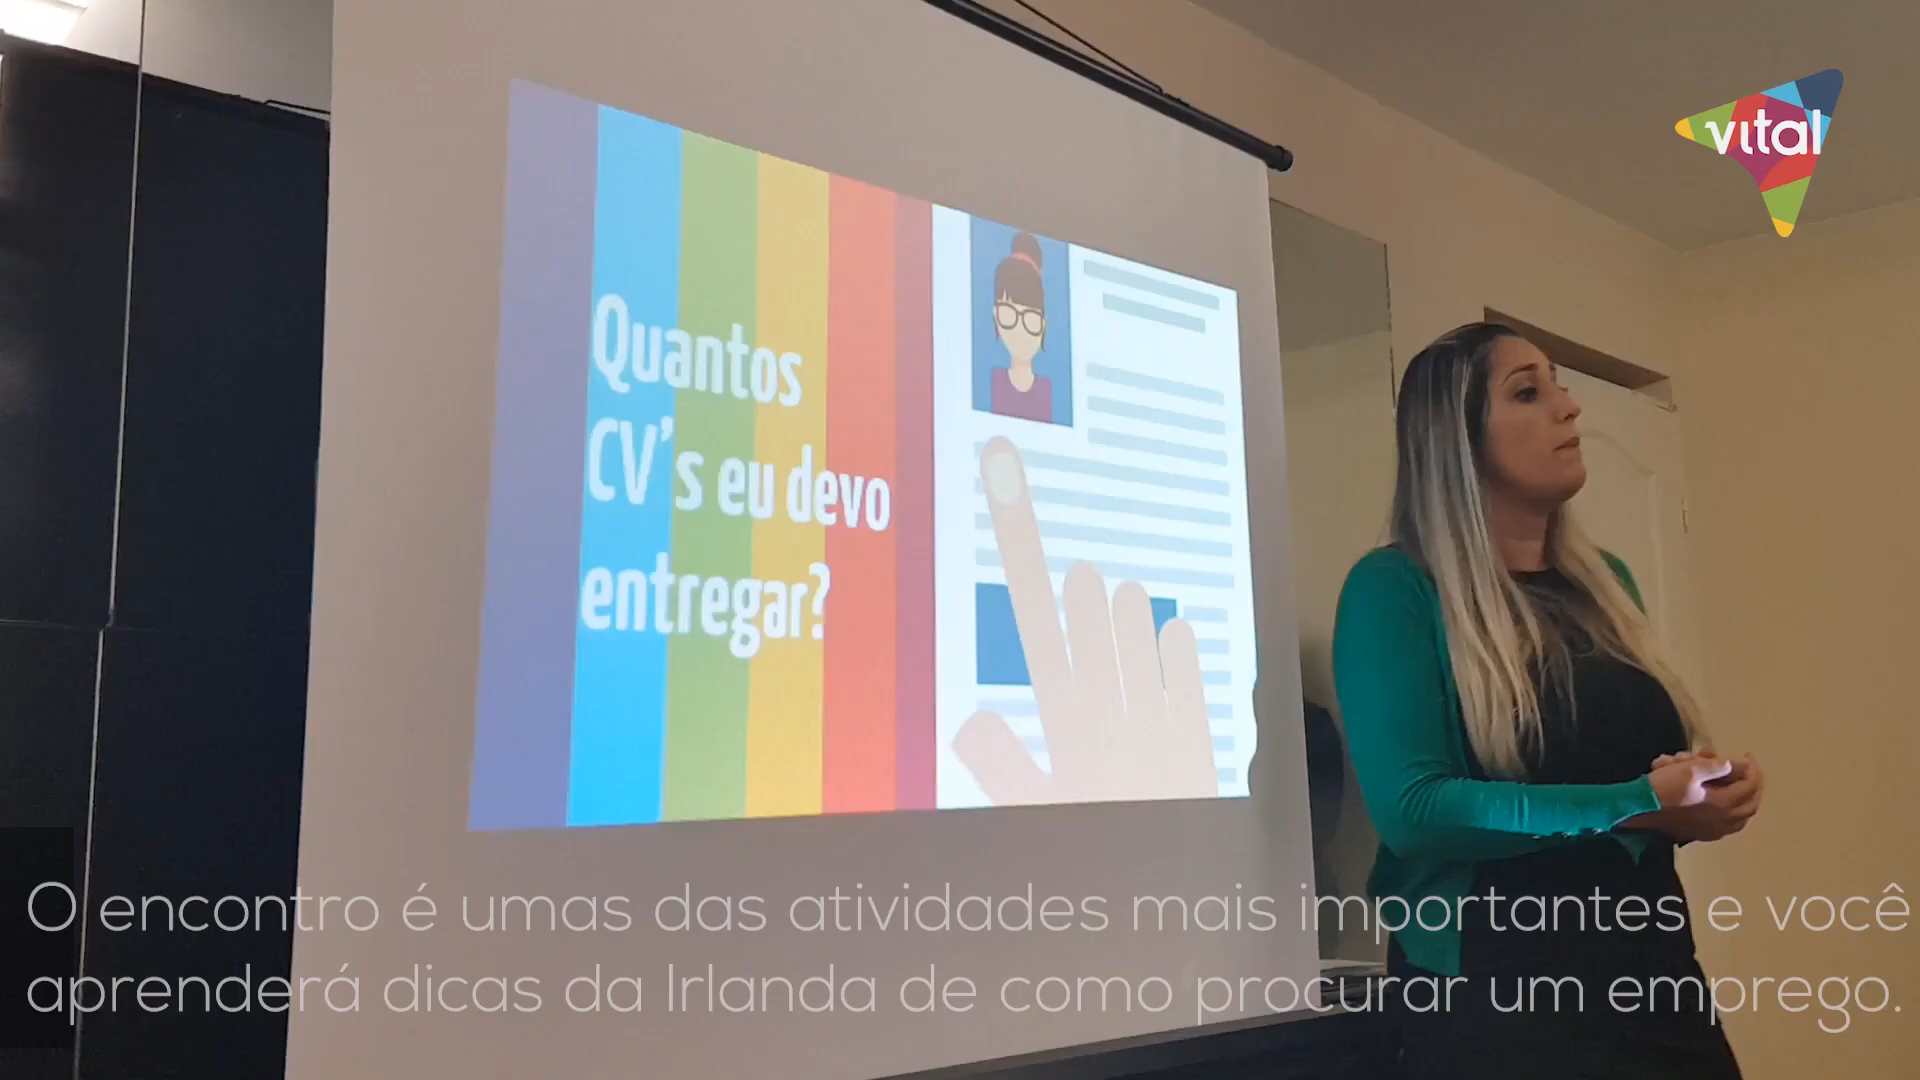 vital
Quantos
CV's eu devo
entregar?
O encontro é umas das atividades mais importantes e você
aprenderá dicas da Irlanda de como procurar um emprego.